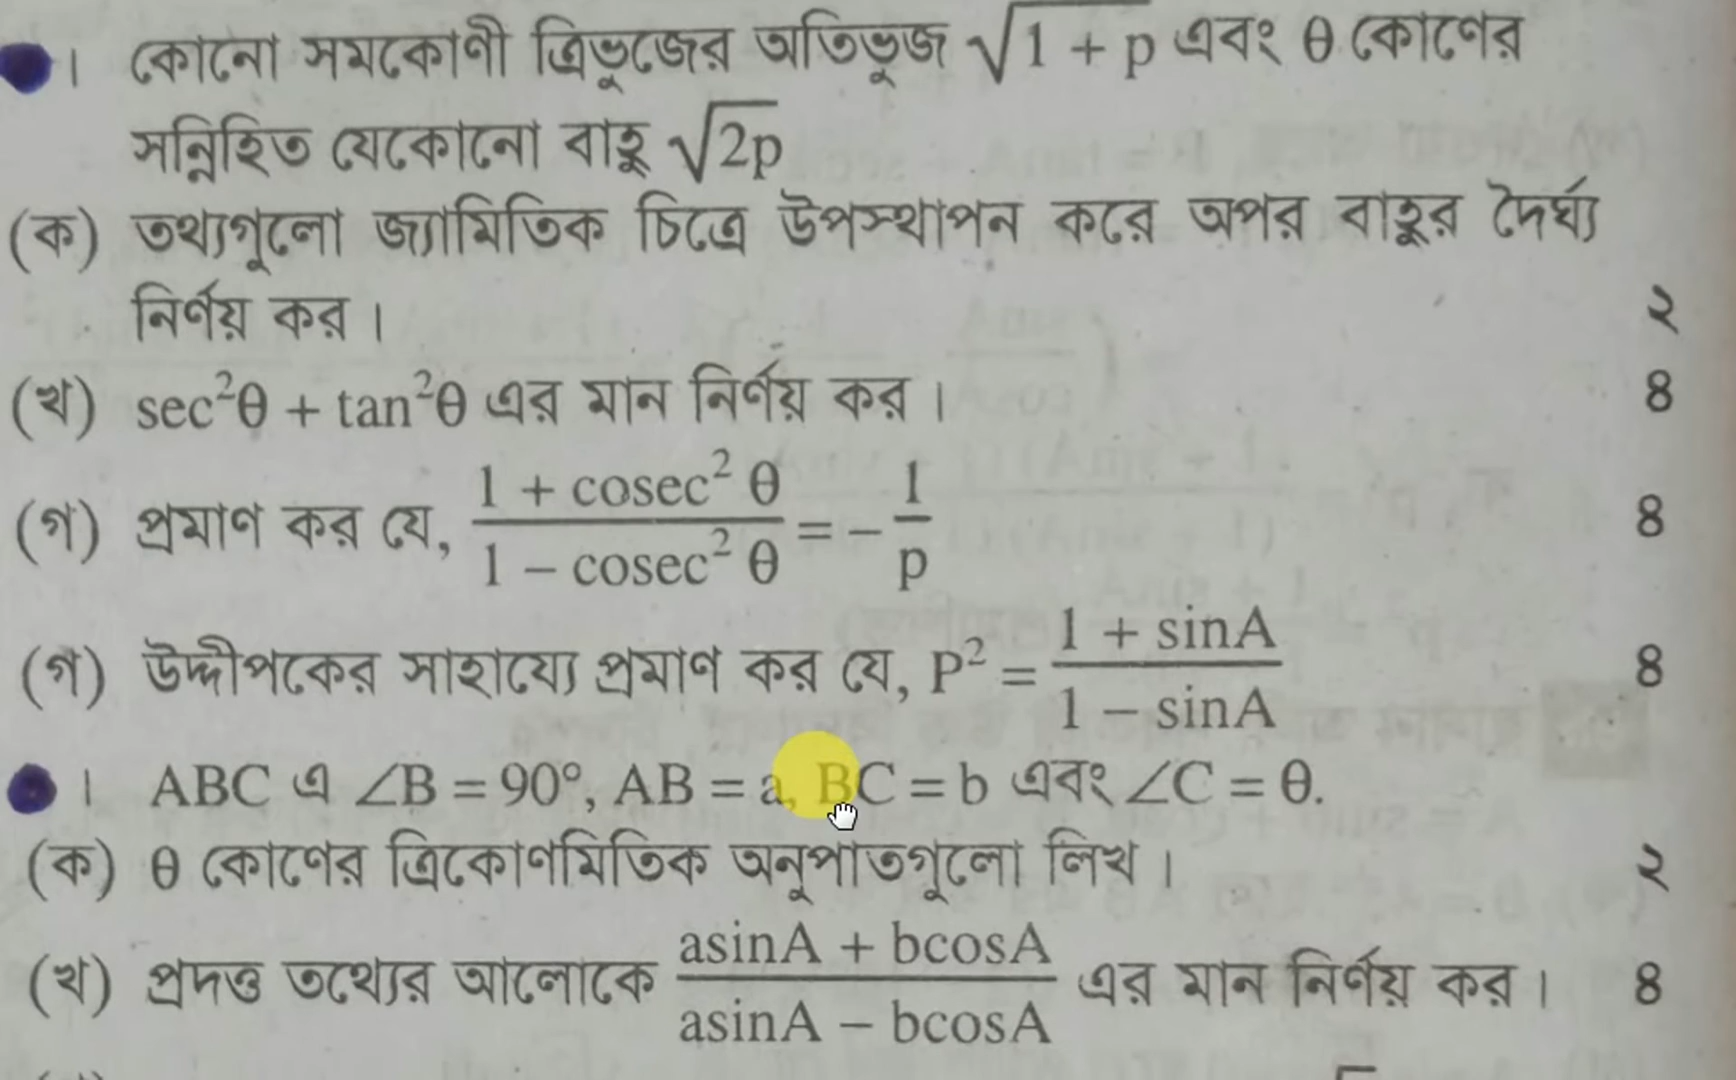 । কোনো সমকোণী ত্রিভুজের অতিভুজ √(1 + p) এবং θ কোণের
সন্নিহিত যেকোনো বাহু √(2p)
(ক) তথ্যগুলো জ্যামিতিক চিত্রে উপস্থাপন করে অপর বাহুর দৈর্ঘ্য
নির্ণয় কর। ২
(খ) sec²θ + tan²θ এর মান নির্ণয় কর। ৪
(গ) প্রমাণ কর যে, (1 + cosec² θ)/(1 − cosec² θ) = − 1/p ৪
(গ) উদ্দীপকের সাহায্যে প্রমাণ কর যে, P² = (1 + sinA)/(1 − sinA) ৪
। ABC এ ∠B = 90°, AB = a, BC = b এবং ∠C = θ.
(ক) θ কোণের ত্রিকোণমিতিক অনুপাতগুলো লিখ। ২
(খ) প্রদত্ত তথ্যের আলোকে (asinA + bcosA)/(asinA − bcosA) এর মান নির্ণয় কর। ৪